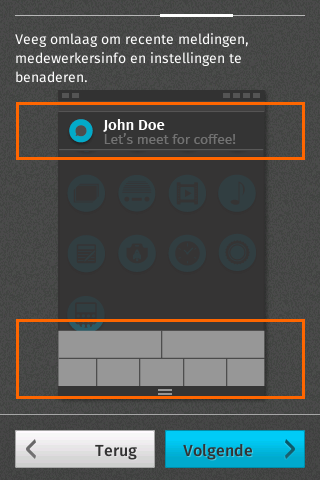 Veeg omlaag om recente meldingen,
medewerkersinfo en instellingen te
benaderen.
John Doe
Let's meet for coffee!
Terug
Volgende